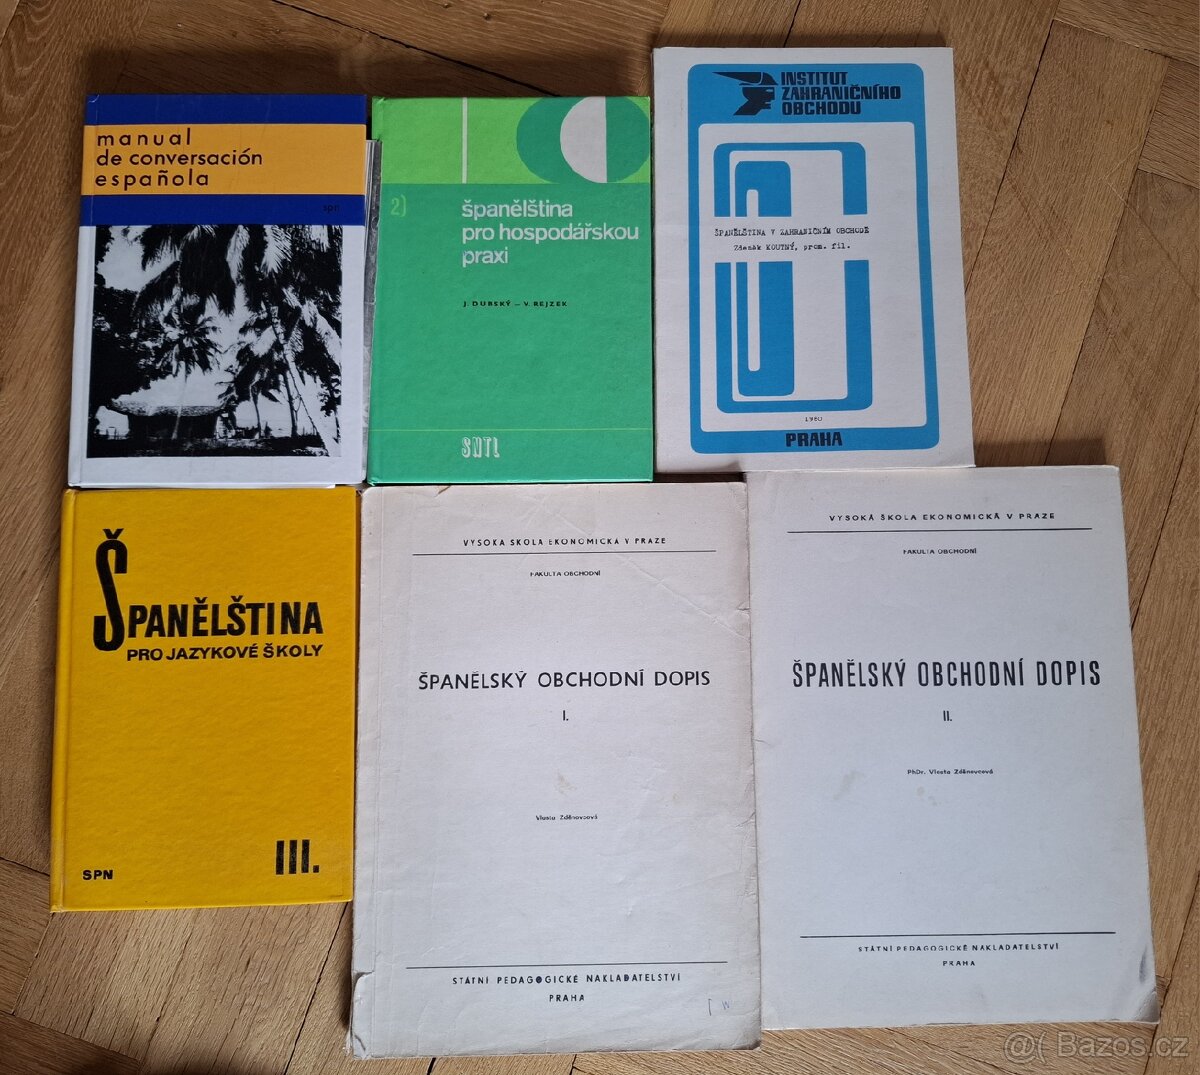 manual
de conversación
española
spn
2)
španělština
pro hospodářskou
praxi
J. DUBSKÝ – V. REJZEK
SNTL
INSTITUT
ZAHRANIČNÍHO
OBCHODU
ŠPANĚLŠTINA V ZAHRANIČNÍM OBCHODĚ
Zdeněk KOUTNÝ, prom. fil.
1980
PRAHA
ŠPANĚLŠTINA
PRO JAZYKOVÉ ŠKOLY
III.
SPN
VYSOKÁ ŠKOLA EKONOMICKÁ V PRAZE
FAKULTA OBCHODNÍ
ŠPANĚLSKÝ OBCHODNÍ DOPIS
I.
Vlasta Zděnovcová
STÁTNÍ PEDAGOGICKÉ NAKLADATELSTVÍ
PRAHA
VYSOKÁ ŠKOLA EKONOMICKÁ V PRAZE
FAKULTA OBCHODNÍ
ŠPANĚLSKÝ OBCHODNÍ DOPIS
II.
PhDr. Vlasta Zděnovcová
STÁTNÍ PEDAGOGICKÉ NAKLADATELSTVÍ
PRAHA
@( Bazos.cz